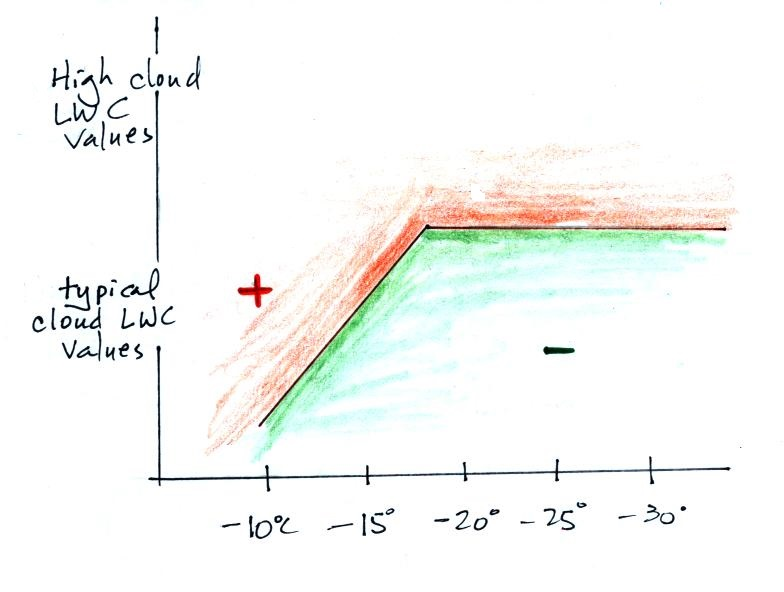 High cloud
LWC
values
+
typical
cloud LWC
values
−
-10°C -15° -20° -25° -30°